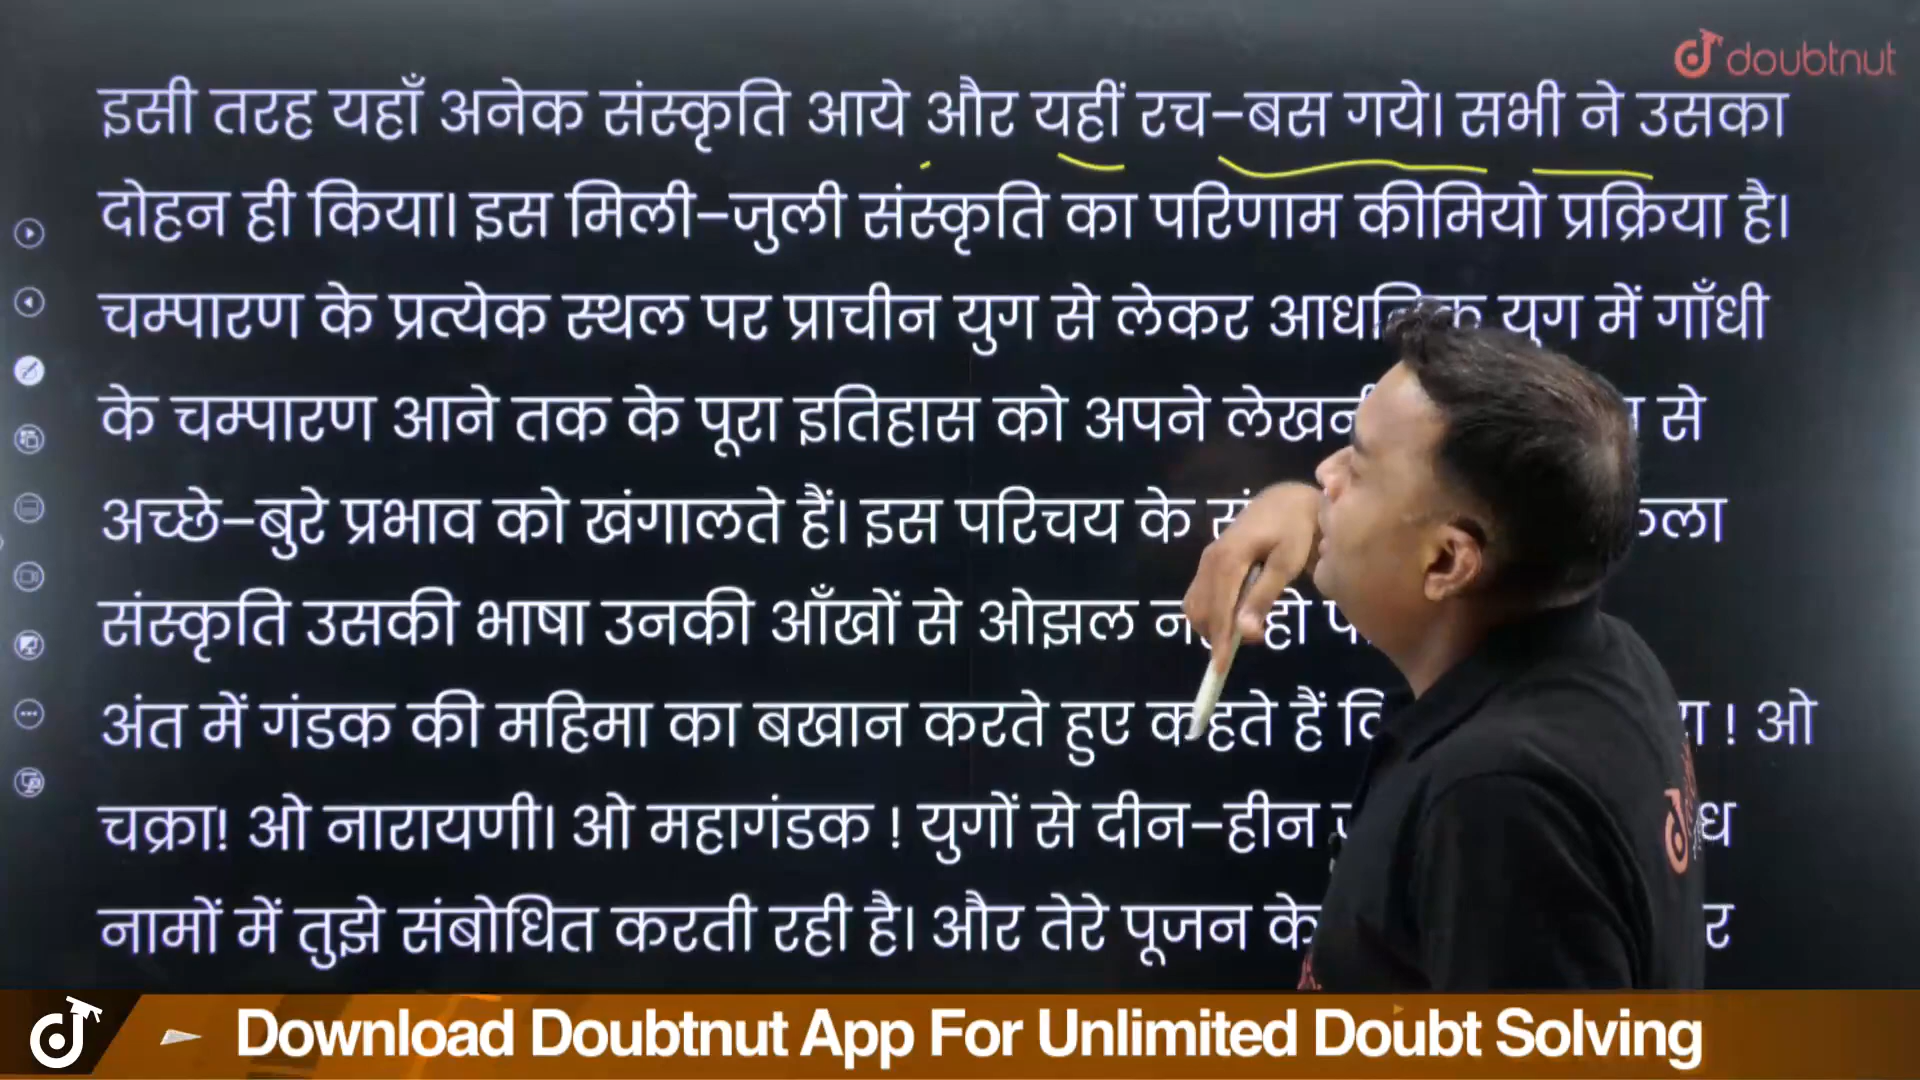 doubtnut
इसी तरह यहाँ अनेक संस्कृति आये और यहीं रच–बस गये। सभी ने उसका
दोहन ही किया। इस मिली–जुली संस्कृति का परिणाम कीमियो प्रक्रिया है।
चम्पारण के प्रत्येक स्थल पर प्राचीन युग से लेकर युग में गाँधी
के चम्पारण आने तक के पूरा इतिहास को अपने से
अच्छे–बुरे प्रभाव को खंगालते हैं। इस परिचय के
संस्कृति उसकी भाषा उनकी आँखों से ओझल हो
अंत में गंडक की महिमा का बखान करते हुए कहते हैं ! ओ
चक्रा! ओ नारायणी। ओ महागंडक ! युगों से दीन–हीन
नामों में तुझे संबोधित करती रही है। और तेरे पूजन के
Download Doubtnut App For Unlimited Doubt Solving